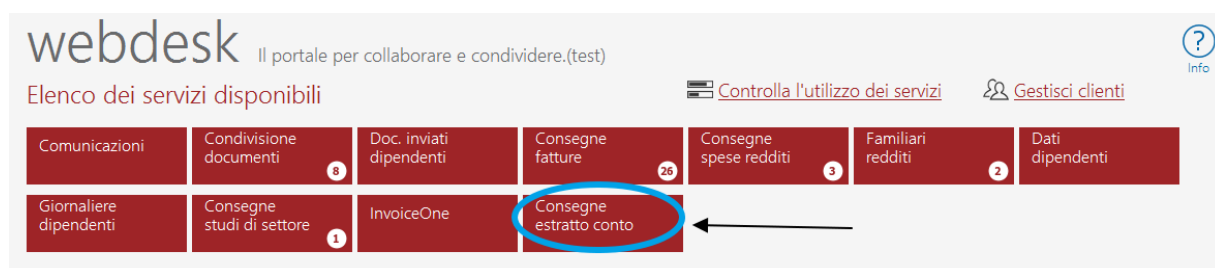 webdesk Il portale per collaborare e condividere.(test)
? Info
Elenco dei servizi disponibili
Controlla l'utilizzo dei servizi
Gestisci clienti
Comunicazioni
Condivisione
documenti
8
Doc. inviati
dipendenti
Consegne
fatture
26
Consegne
spese redditi
3
Familiari
redditi
2
Dati
dipendenti
Giornaliere
dipendenti
Consegne
studi di settore
1
InvoiceOne
Consegne
estratto conto